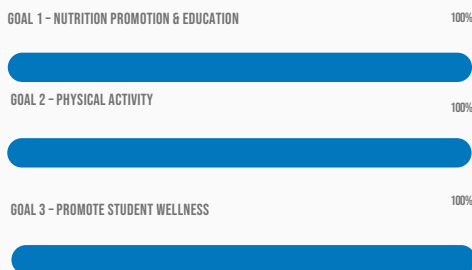 GOAL 1 – NUTRITION PROMOTION & EDUCATION 100%
GOAL 2 – PHYSICAL ACTIVITY 100%
GOAL 3 – PROMOTE STUDENT WELLNESS 100%